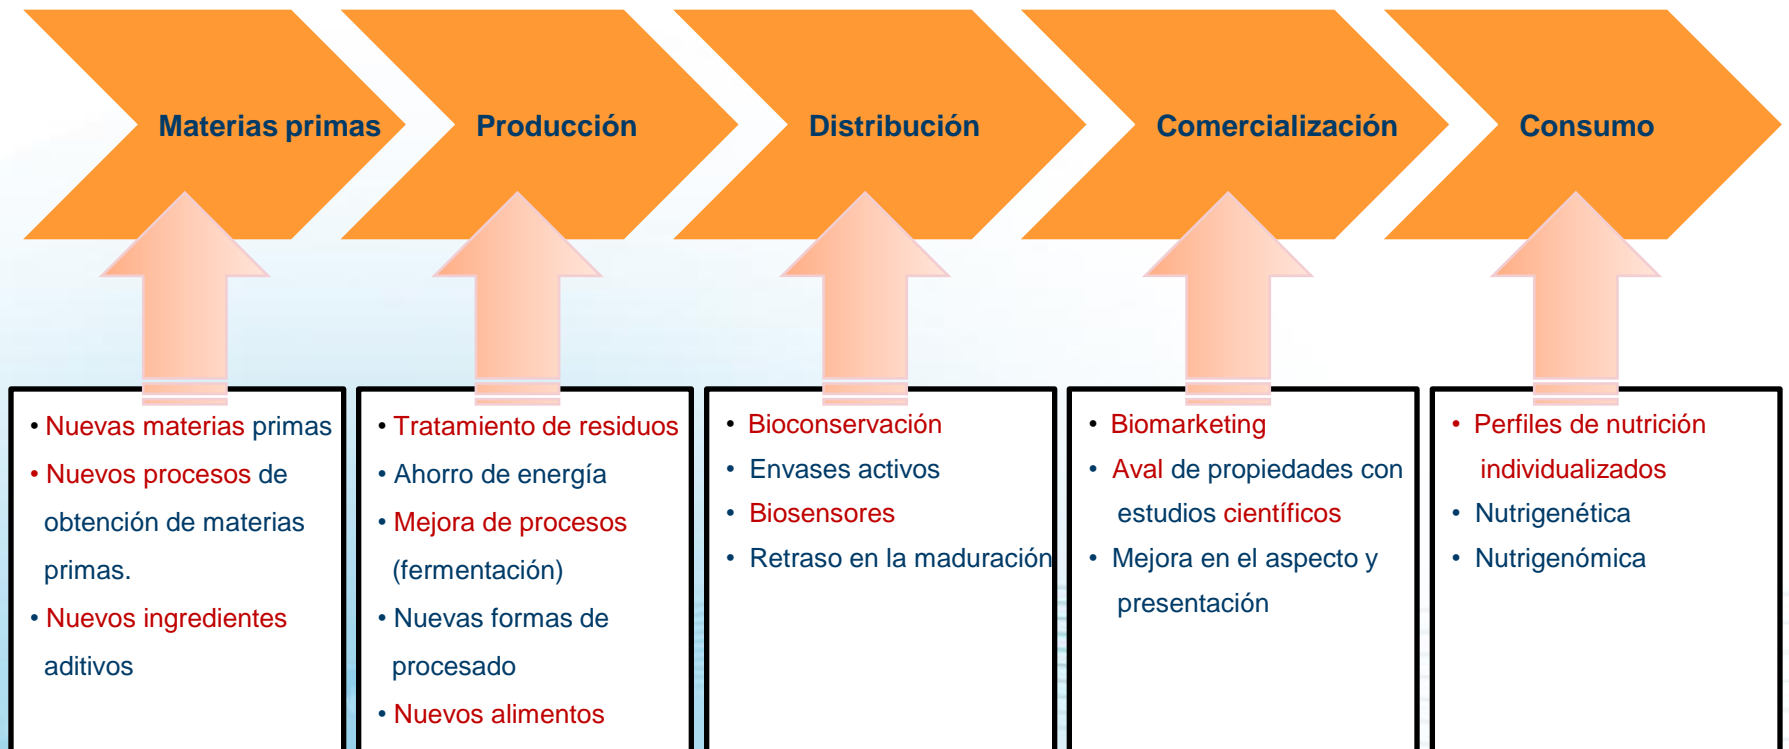 Materias primas
Producción
Distribución
Comercialización
Consumo
• Nuevas materias primas
• Nuevos procesos de
obtención de materias
primas.
• Nuevos ingredientes
aditivos
• Tratamiento de residuos
• Ahorro de energía
• Mejora de procesos
(fermentación)
• Nuevas formas de
procesado
• Nuevos alimentos
• Bioconservación
• Envases activos
• Biosensores
• Retraso en la maduración
• Biomarketing
• Aval de propiedades con
estudios científicos
• Mejora en el aspecto y
presentación
• Perfiles de nutrición
individualizados
• Nutrigenética
• Nutrigenómica